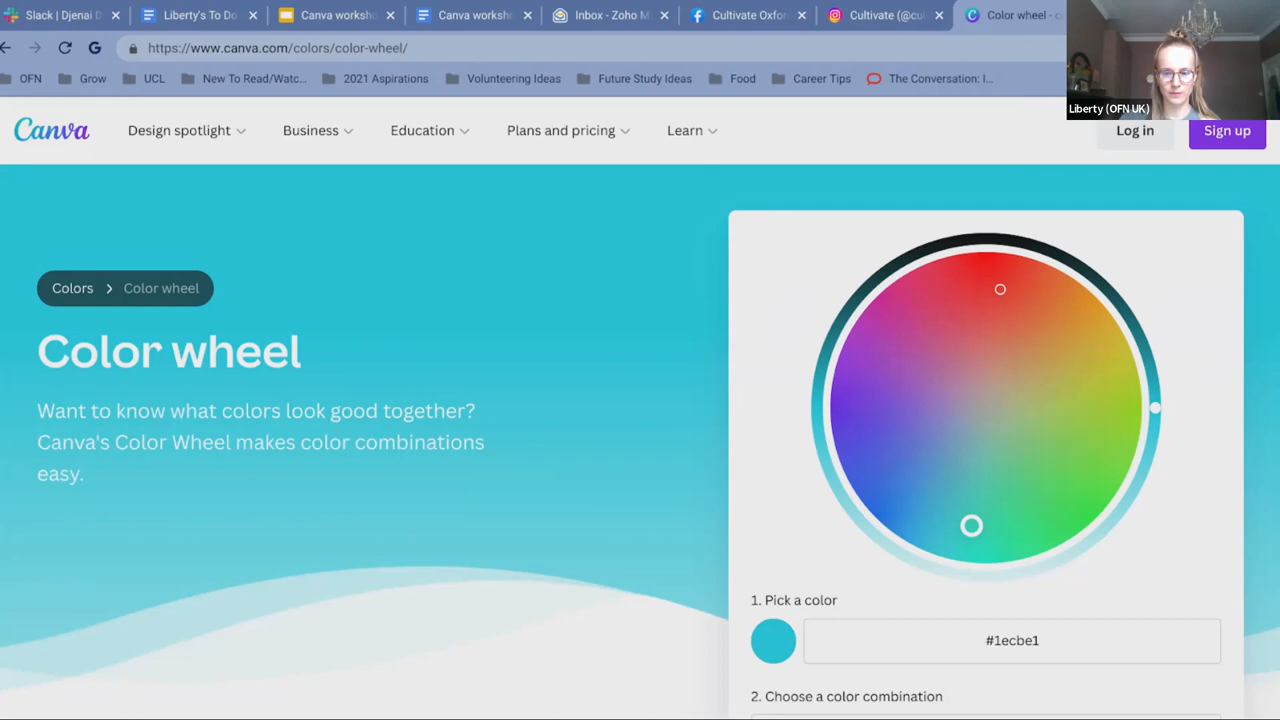 Slack | Djenai D
Liberty's To Do
Canva worksh
Canva worksh
Inbox - Zoho M
Cultivate Oxfor
Cultivate (@cul
Color wheel - c
https://www.canva.com/colors/color-wheel/
OFN
Grow
UCL
New To Read/Watc...
2021 Aspirations
Volunteering Ideas
Future Study Ideas
Food
Career Tips
The Conversation: I...
Liberty (OFN UK)
Canva
Design spotlight
Business
Education
Plans and pricing
Learn
Log in
Sign up
Colors
Color wheel
Color wheel
Want to know what colors look good together?
Canva's Color Wheel makes color combinations
easy.
1. Pick a color
#1ecbe1
2. Choose a color combination